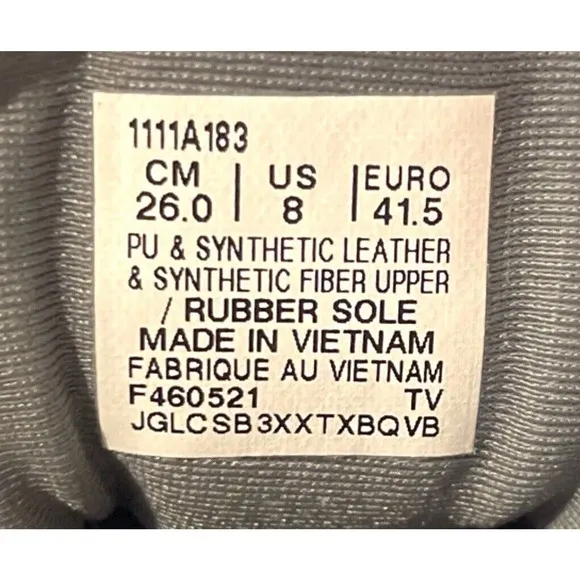 1111A183
CM | US | EURO
26.0 | 8 | 41.5
PU & SYNTHETIC LEATHER
& SYNTHETIC FIBER UPPER
/ RUBBER SOLE
MADE IN VIETNAM
FABRIQUE AU VIETNAM
F460521 TV
JGLCSB3XXTXBQVB